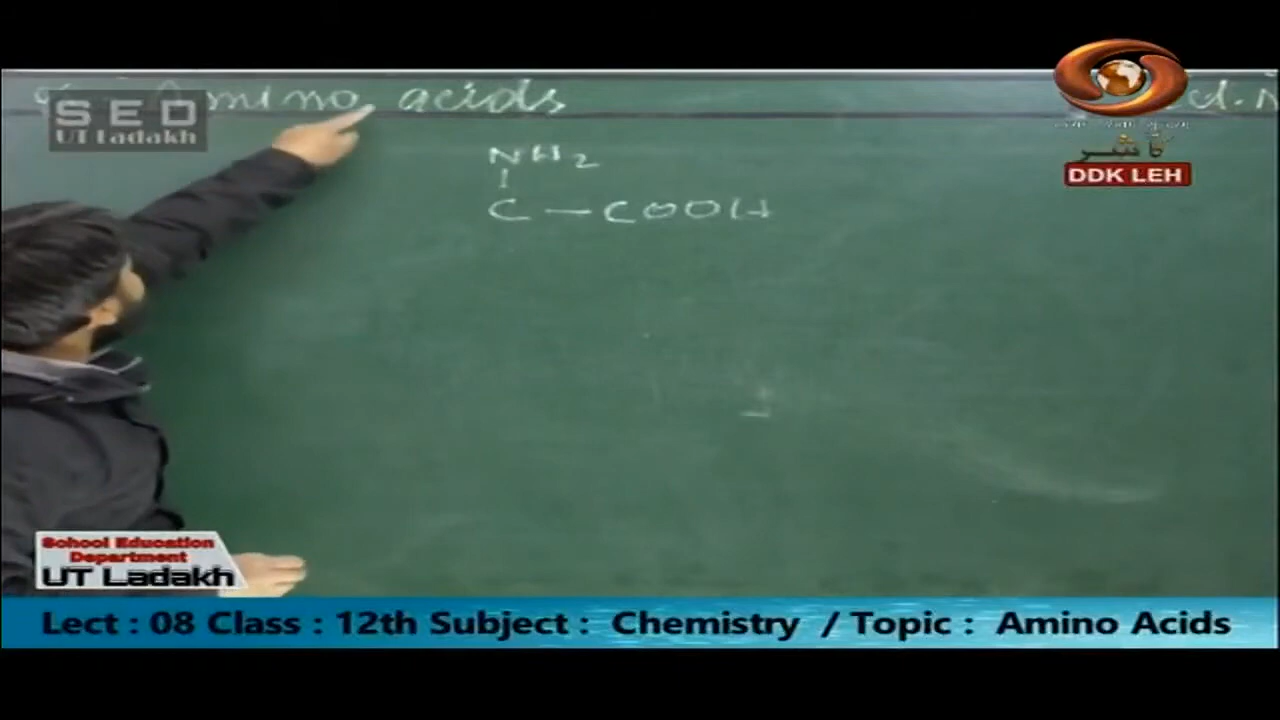 Amino acids
SED
UT Ladakh
DDK LEH
NH2
C — COOH
School Education
Department
UT Ladakh
Lect : 08 Class : 12th Subject : Chemistry / Topic : Amino Acids